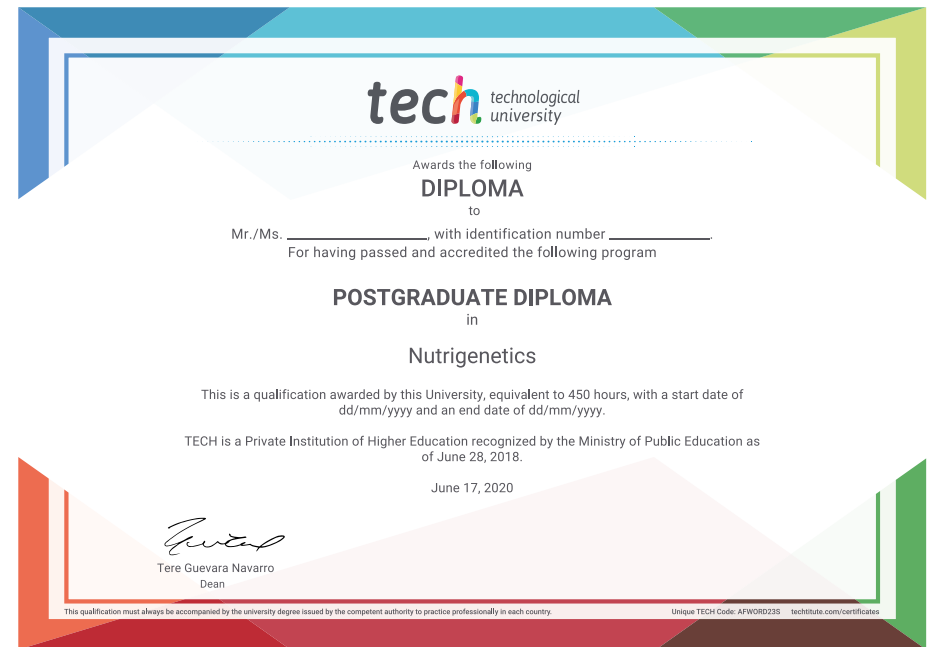 tech technological
university
Awards the following
DIPLOMA
to
Mr./Ms. ____________, with identification number ____________.
For having passed and accredited the following program
POSTGRADUATE DIPLOMA
in
Nutrigenetics
This is a qualification awarded by this University, equivalent to 450 hours, with a start date of
dd/mm/yyyy and an end date of dd/mm/yyyy.
TECH is a Private Institution of Higher Education recognized by the Ministry of Public Education as
of June 28, 2018.
June 17, 2020
Tere Guevara Navarro
Dean
This qualification must always be accompanied by the university degree issued by the competent authority to practice professionally in each country. Unique TECH Code: AFWORD23S techtitute.com/certificates